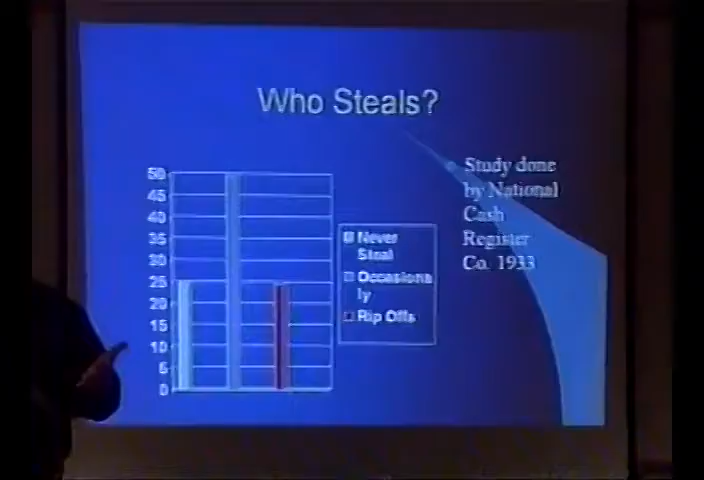 Who Steals?
50
45
40
35
30
25
20
15
10
5
0
Never
Steal
Occasiona
ly
Rip Offs
Study done
by National
Cash
Register
Co. 1933